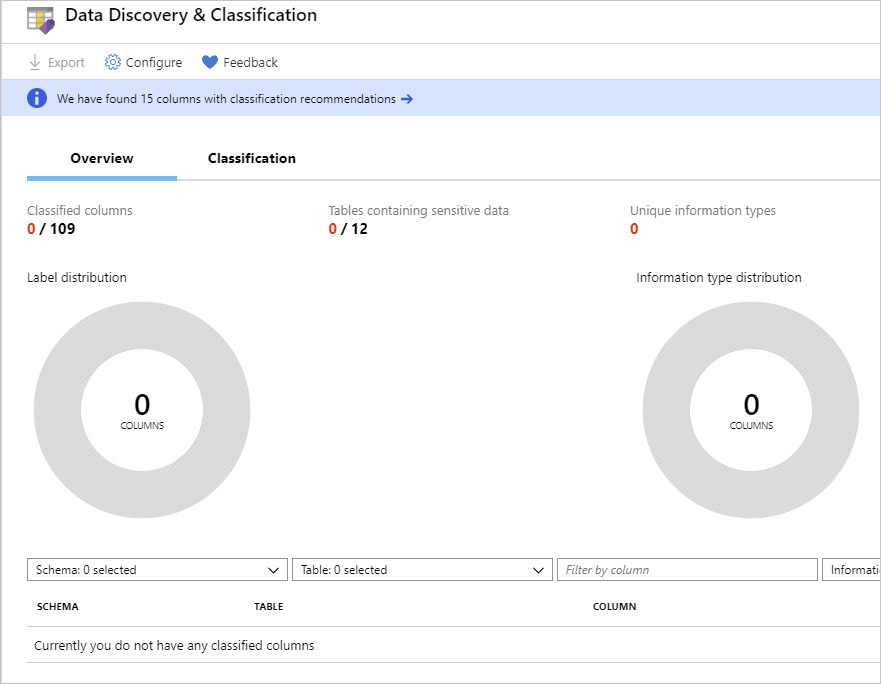 Data Discovery & Classification
Export Configure Feedback
We have found 15 columns with classification recommendations →
Overview Classification
Classified columns Tables containing sensitive data Unique information types
0 / 109 0 / 12 0
Label distribution Information type distribution
0 0
COLUMNS COLUMNS
Schema: 0 selected Table: 0 selected Filter by column Informati
SCHEMA TABLE COLUMN
Currently you do not have any classified columns